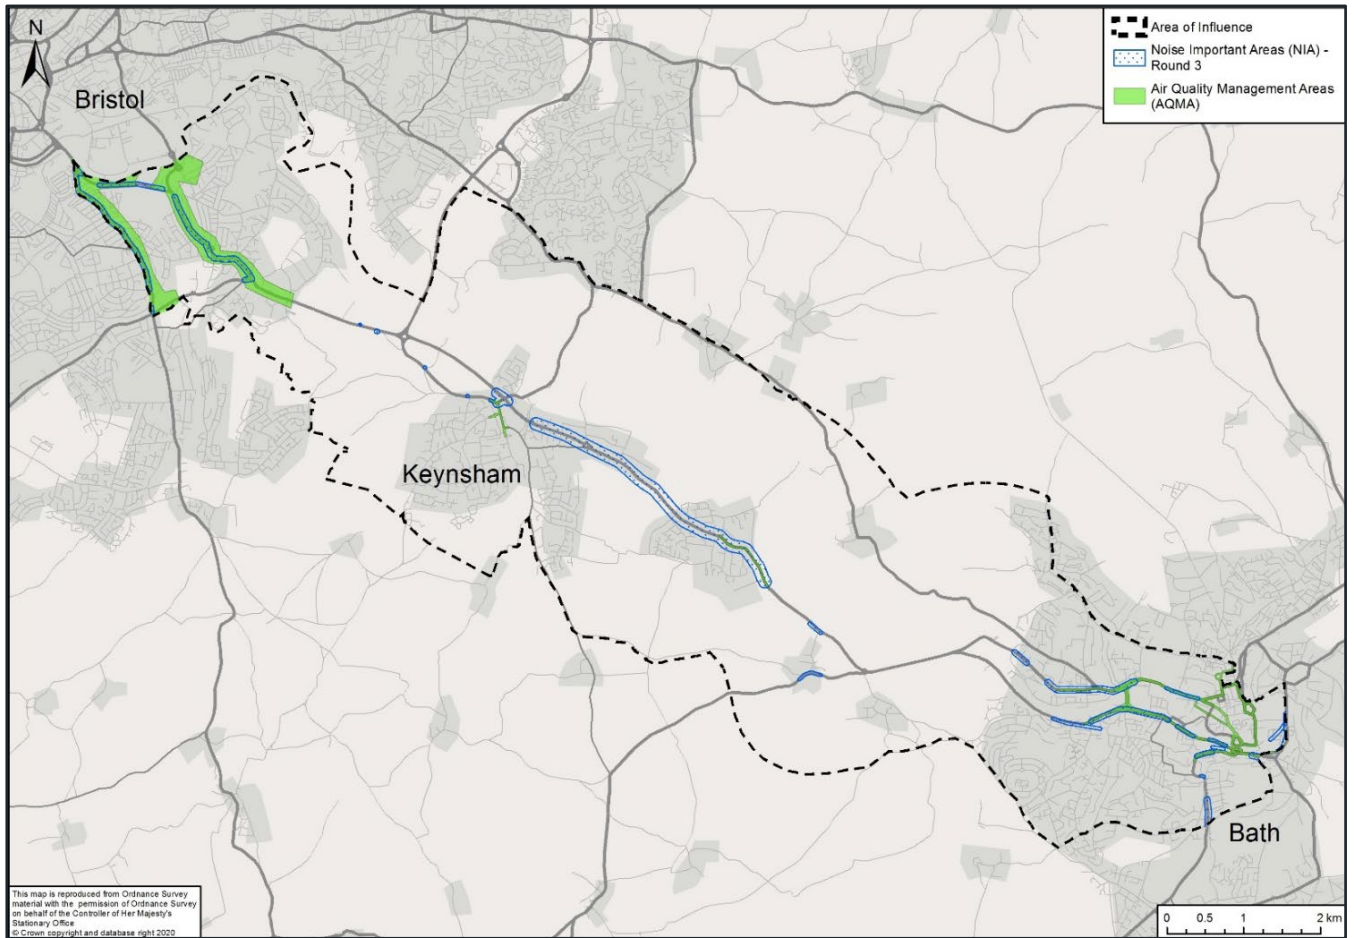 N
Bristol
Area of Influence
Noise Important Areas (NIA) -
Round 3
Air Quality Management Areas
(AQMA)
Keynsham
Bath
This map is reproduced from Ordnance Survey
material with the permission of Ordnance Survey
on behalf of the Controller of Her Majesty's
Stationary Office
© Crown copyright and database right 2020
0 0.5 1 2 km